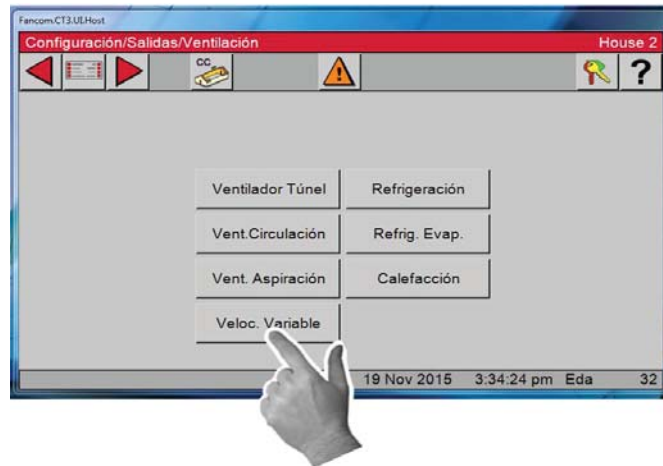 Fancom.CT3.UI.Host
Configuración/Salidas/Ventilación House 2
CC ?
Ventilador Túnel Refrigeración
Vent.Circulación Refrig. Evap.
Vent. Aspiración Calefacción
Veloc. Variable
19 Nov 2015 3:34:24 pm Eda 32